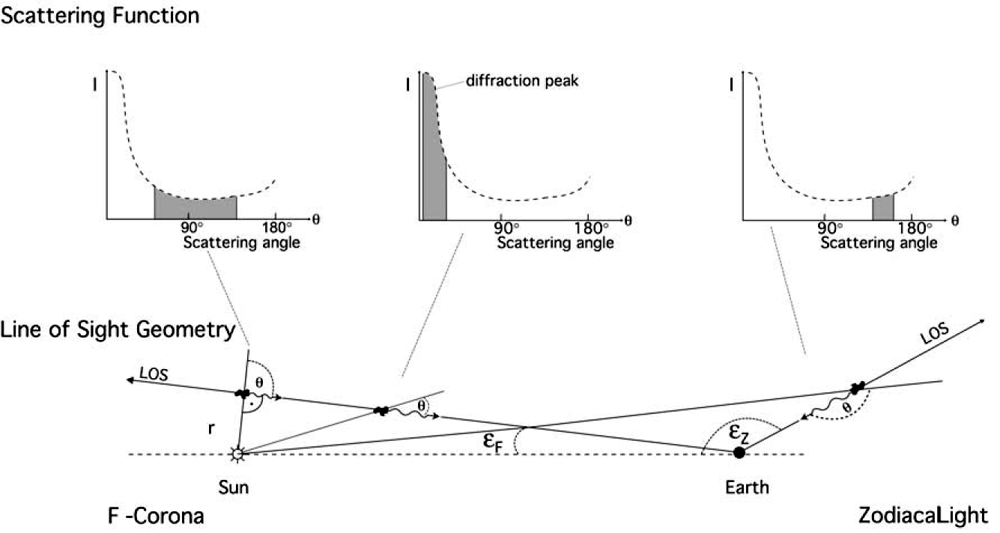 Scattering Function
I
90°
180°
θ
Scattering angle
I
diffraction peak
90°
180°
θ
Scattering angle
I
90°
180°
θ
Scattering angle
Line of Sight Geometry
LOS
θ
r
θ
εF
εZ
θ
LOS
Sun
Earth
F -Corona
ZodiacaLight